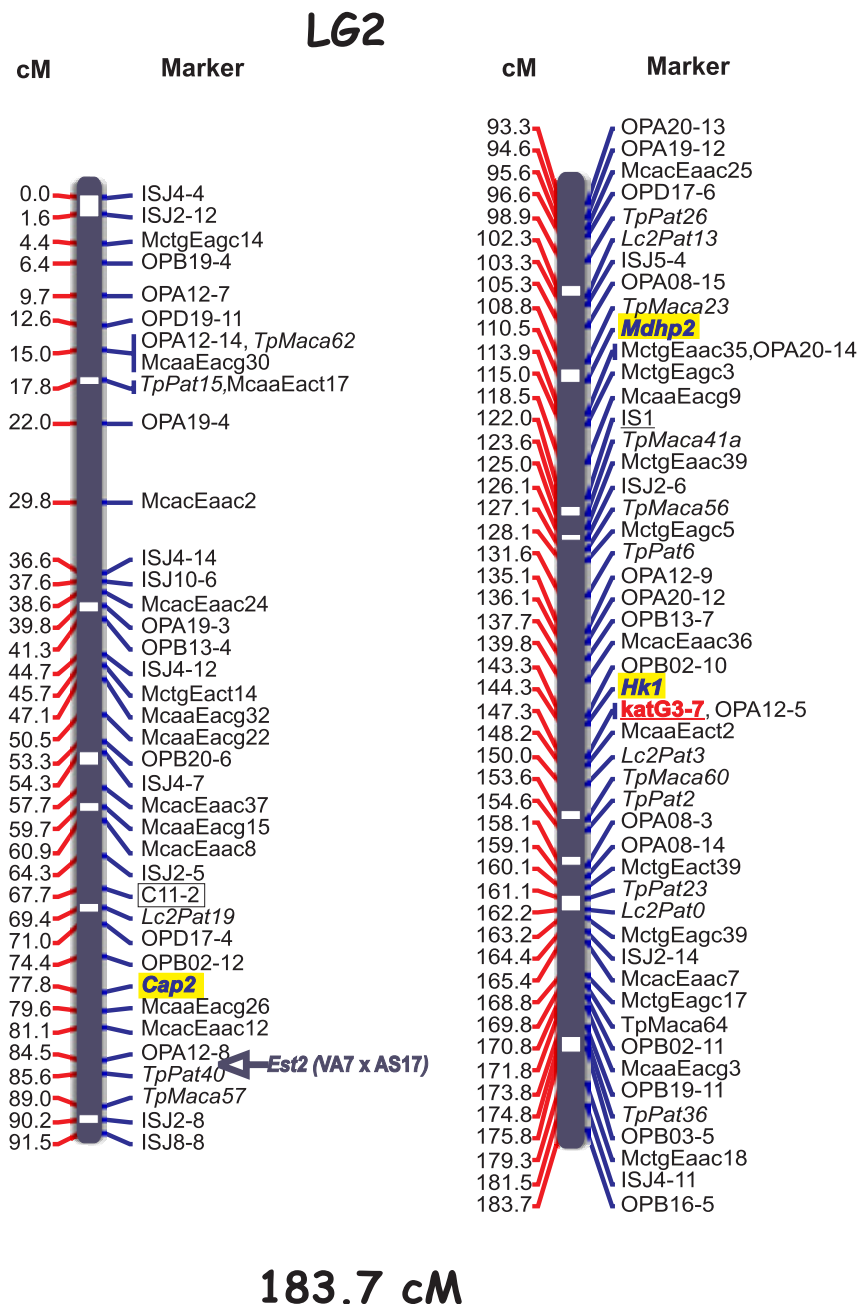 LG2
cM Marker
0.0 ISJ4-4
1.6 ISJ2-12
4.4 MctgEagc14
6.4 OPB19-4
9.7 OPA12-7
12.6 OPD19-11
15.0 OPA12-14, TpMaca62
McaaEacg30
17.8 TpPat15,McaaEact17
22.0 OPA19-4
29.8 McacEaac2
36.6 ISJ4-14
37.6 ISJ10-6
38.6 McacEaac24
39.8 OPA19-3
41.3 OPB13-4
44.7 ISJ4-12
45.7 MctgEact14
47.1 McaaEacg32
50.5 McaaEacg22
53.3 OPB20-6
54.3 ISJ4-7
57.7 McacEaac37
59.7 McaaEacg15
60.9 McacEaac8
64.3 ISJ2-5
67.7 C11-2
69.4 Lc2Pat19
71.0 OPD17-4
74.4 OPB02-12
77.8 Cap2
79.6 McaaEacg26
81.1 McacEaac12
84.5 OPA12-8
Est2 (VA7 x AS17)
85.6 TpPat40
89.0 TpMaca57
90.2 ISJ2-8
91.5 ISJ8-8
cM Marker
93.3 OPA20-13
94.6 OPA19-12
95.6 McacEaac25
96.6 OPD17-6
98.9 TpPat26
102.3 Lc2Pat13
103.3 ISJ5-4
105.3 OPA08-15
108.8 TpMaca23
110.5 Mdhp2
113.9 MctgEaac35,OPA20-14
115.0 MctgEagc3
118.5 McaaEacg9
122.0 IS1
123.6 TpMaca41a
125.0 MctgEaac39
126.1 ISJ2-6
127.1 TpMaca56
128.1 MctgEagc5
131.6 TpPat6
135.1 OPA12-9
136.1 OPA20-12
137.7 OPB13-7
139.8 McacEaac36
143.3 OPB02-10
144.3 Hk1
147.3 katG3-7, OPA12-5
148.2 McaaEact2
150.0 Lc2Pat3
153.6 TpMaca60
154.6 TpPat2
158.1 OPA08-3
159.1 OPA08-14
160.1 MctgEact39
161.1 TpPat23
162.2 Lc2Pat0
163.2 MctgEagc39
164.4 ISJ2-14
165.4 McacEaac7
168.8 MctgEagc17
169.8 TpMaca64
170.8 OPB02-11
171.8 McaaEacg3
173.8 OPB19-11
174.8 TpPat36
175.8 OPB03-5
179.3 MctgEaac18
181.5 ISJ4-11
183.7 OPB16-5
183.7 cM